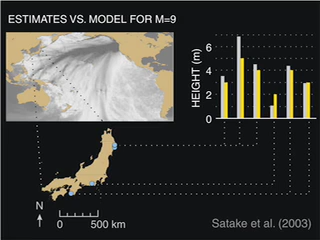 ESTIMATES VS. MODEL FOR M=9
HEIGHT (m)
6
4
2
0
N
0 500 km
Satake et al. (2003)